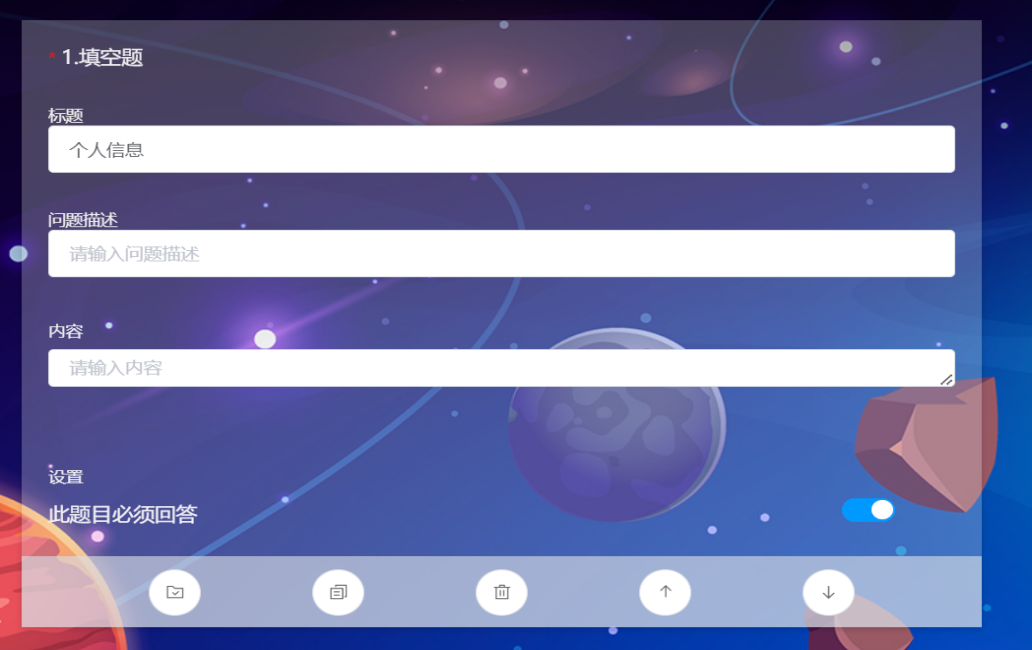 * 1.填空题
标题
个人信息
问题描述
请输入问题描述
内容
请输入内容
设置
此题目必须回答